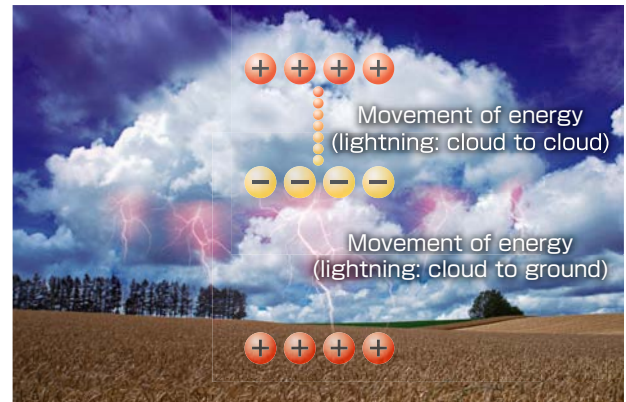 + + + +
Movement of energy
(lightning: cloud to cloud)
− − − −
Movement of energy
(lightning: cloud to ground)
+ + + +